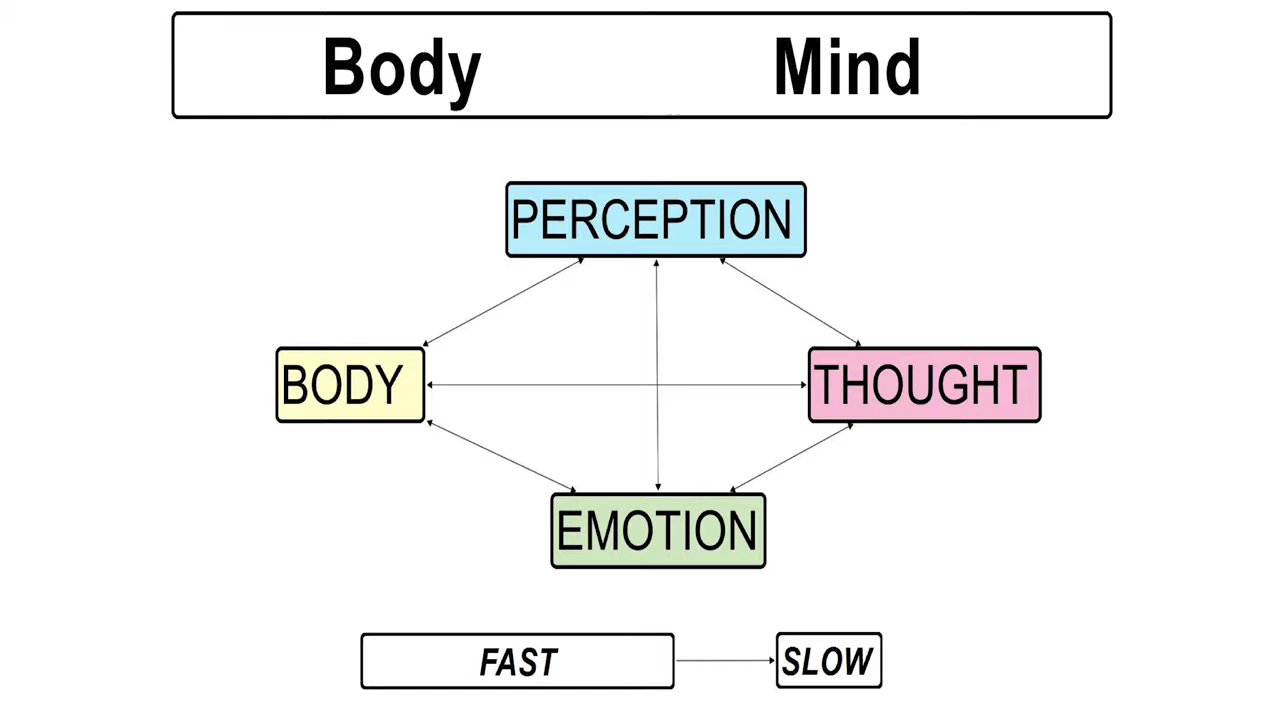 Body Mind
PERCEPTION
BODY THOUGHT
EMOTION
FAST SLOW